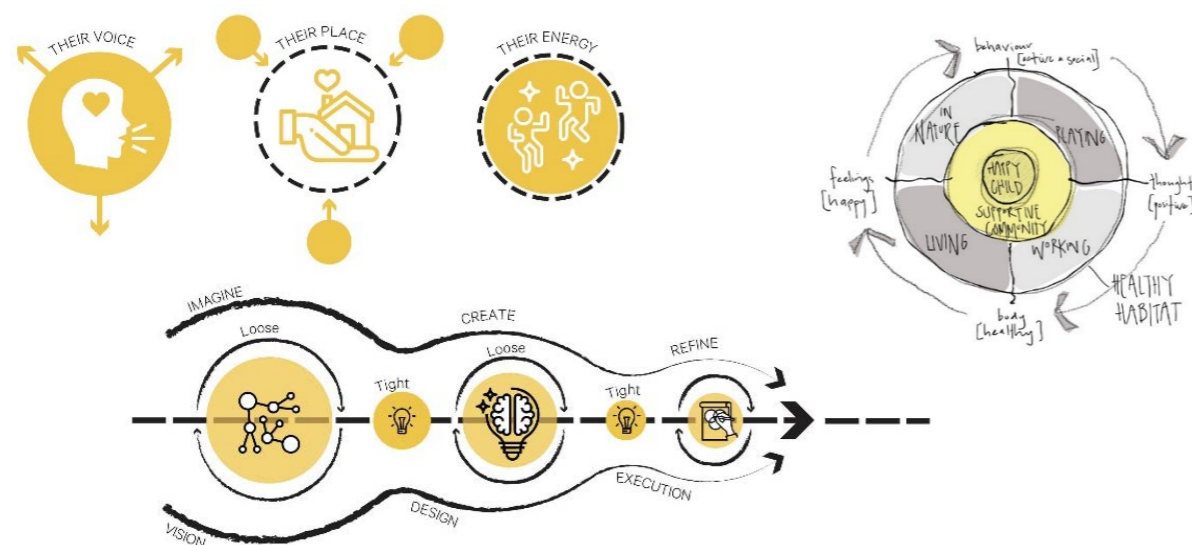 THEIR VOICE
THEIR PLACE
THEIR ENERGY
IMAGINE
Loose
Tight
CREATE
Loose
Tight
REFINE
VISION
DESIGN
EXECUTION
behaviour
[active & social]
IN
NATURE
PLAYING
feelings
[happy]
HAPPY
CHILD
thought
[positive]
SUPPORTIVE
COMMUNITY
LIVING
WORKING
body
[healthy]
HEALTHY
HABITAT